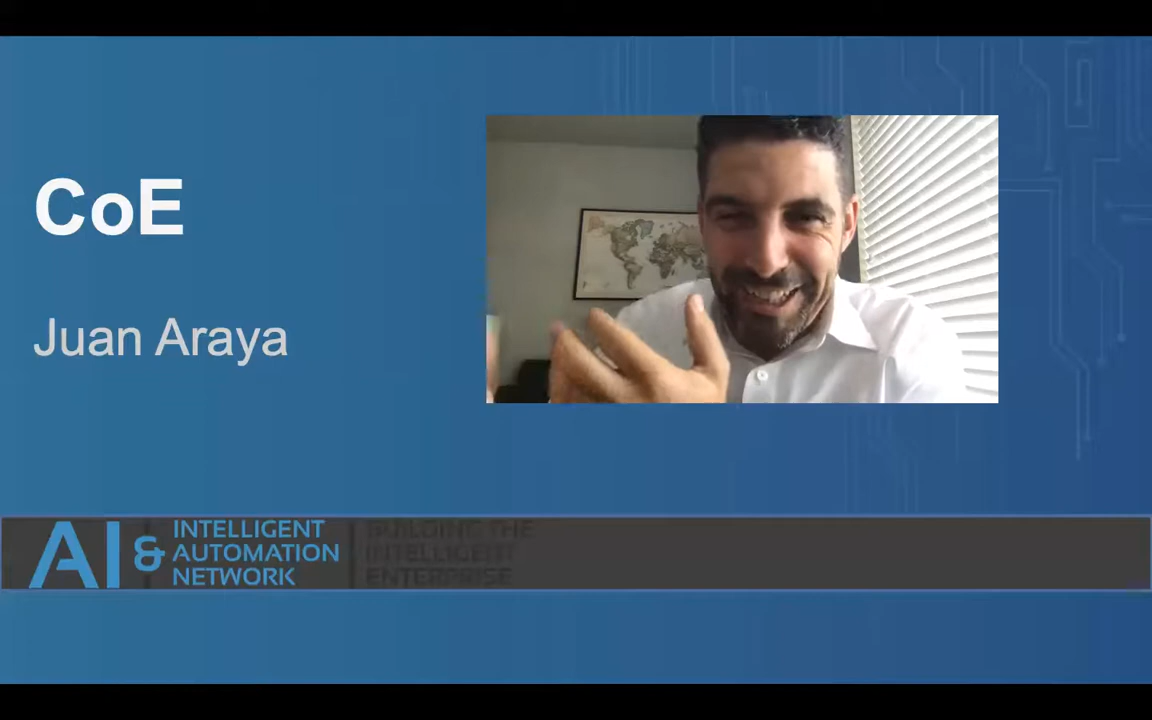 CoE
Juan Araya
AI & INTELLIGENT
AUTOMATION
NETWORK
BUILDING THE
INTELLIGENT
ENTERPRISE